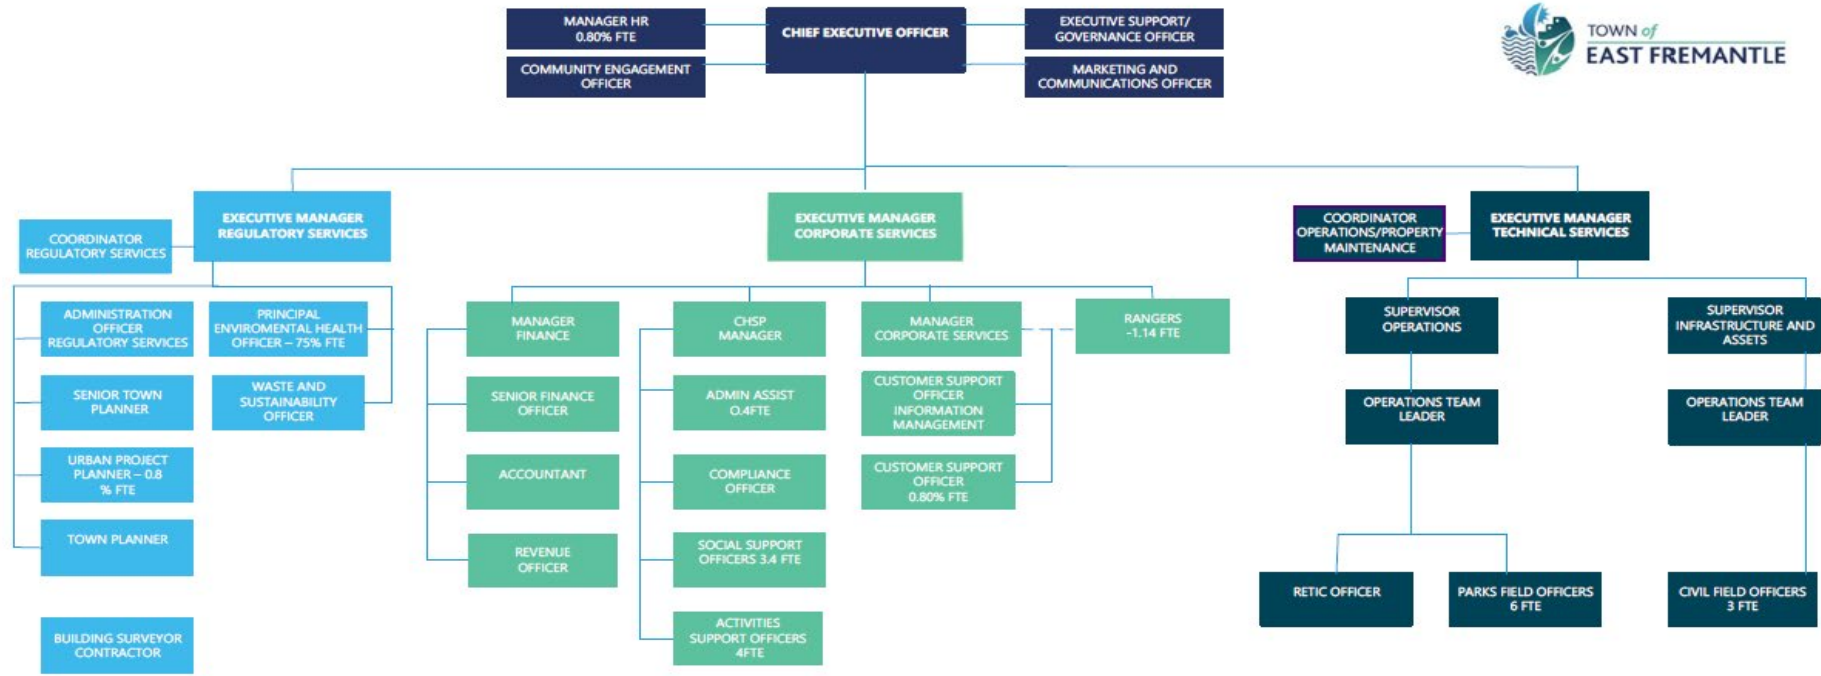 MANAGER HR
0.80% FTE
CHIEF EXECUTIVE OFFICER
EXECUTIVE SUPPORT/
GOVERNANCE OFFICER
COMMUNITY ENGAGEMENT
OFFICER
MARKETING AND
COMMUNICATIONS OFFICER
TOWN of
EAST FREMANTLE
COORDINATOR
REGULATORY SERVICES
EXECUTIVE MANAGER
REGULATORY SERVICES
EXECUTIVE MANAGER
CORPORATE SERVICES
COORDINATOR
OPERATIONS/PROPERTY
MAINTENANCE
EXECUTIVE MANAGER
TECHNICAL SERVICES
ADMINISTRATION
OFFICER
REGULATORY SERVICES
PRINCIPAL
ENVIROMENTAL HEALTH
OFFICER – 75% FTE
SENIOR TOWN
PLANNER
WASTE AND
SUSTAINABILITY
OFFICER
URBAN PROJECT
PLANNER – 0.8
% FTE
TOWN PLANNER
BUILDING SURVEYOR
CONTRACTOR
MANAGER
FINANCE
SENIOR FINANCE
OFFICER
ACCOUNTANT
REVENUE
OFFICER
CHSP
MANAGER
ADMIN ASSIST
O.4FTE
COMPLIANCE
OFFICER
SOCIAL SUPPORT
OFFICERS 3.4 FTE
ACTIVITIES
SUPPORT OFFICERS
4FTE
MANAGER
CORPORATE SERVICES
CUSTOMER SUPPORT
OFFICER
INFORMATION
MANAGEMENT
CUSTOMER SUPPORT
OFFICER
0.80% FTE
RANGERS
-1.14 FTE
SUPERVISOR
OPERATIONS
OPERATIONS TEAM
LEADER
RETIC OFFICER
PARKS FIELD OFFICERS
6 FTE
SUPERVISOR
INFRASTRUCTURE AND
ASSETS
OPERATIONS TEAM
LEADER
CIVIL FIELD OFFICERS
3 FTE